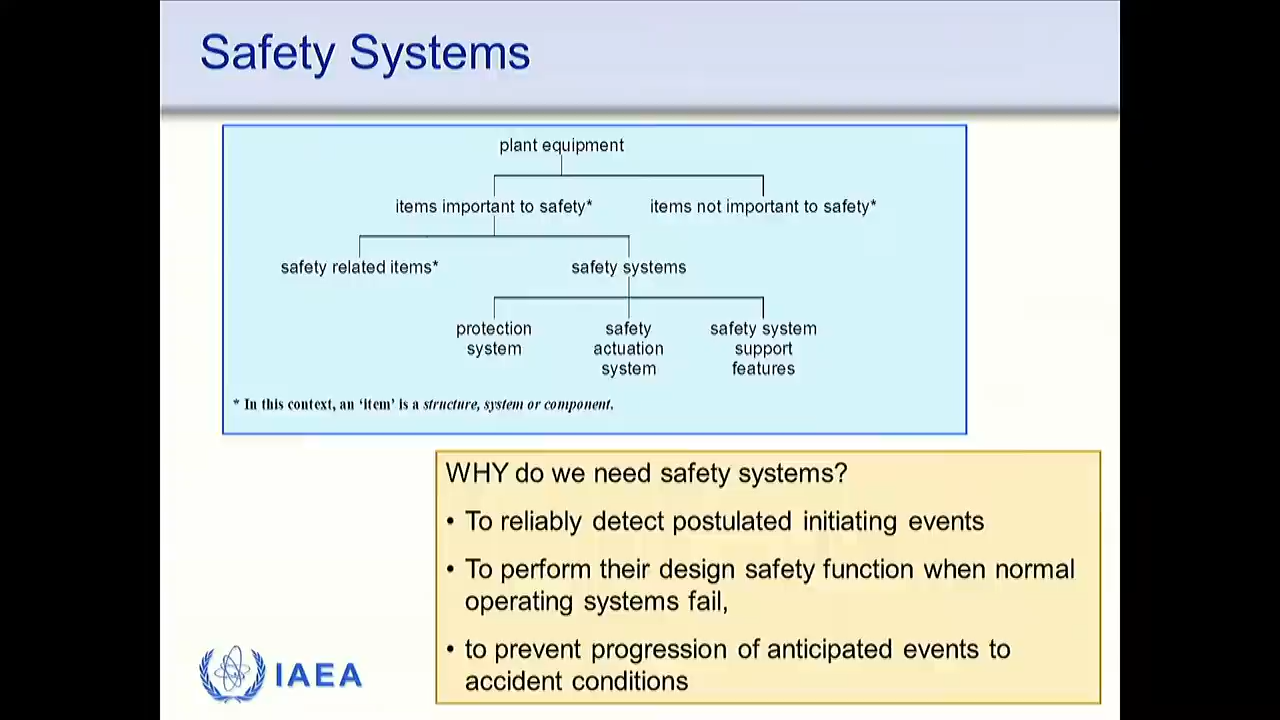 Safety Systems
plant equipment
items important to safety*
items not important to safety*
safety related items*
safety systems
protection
system
safety
actuation
system
safety system
support
features
* In this context, an ‘item’ is a structure, system or component.
WHY do we need safety systems?
• To reliably detect postulated initiating events
• To perform their design safety function when normal
operating systems fail,
• to prevent progression of anticipated events to
accident conditions
IAEA